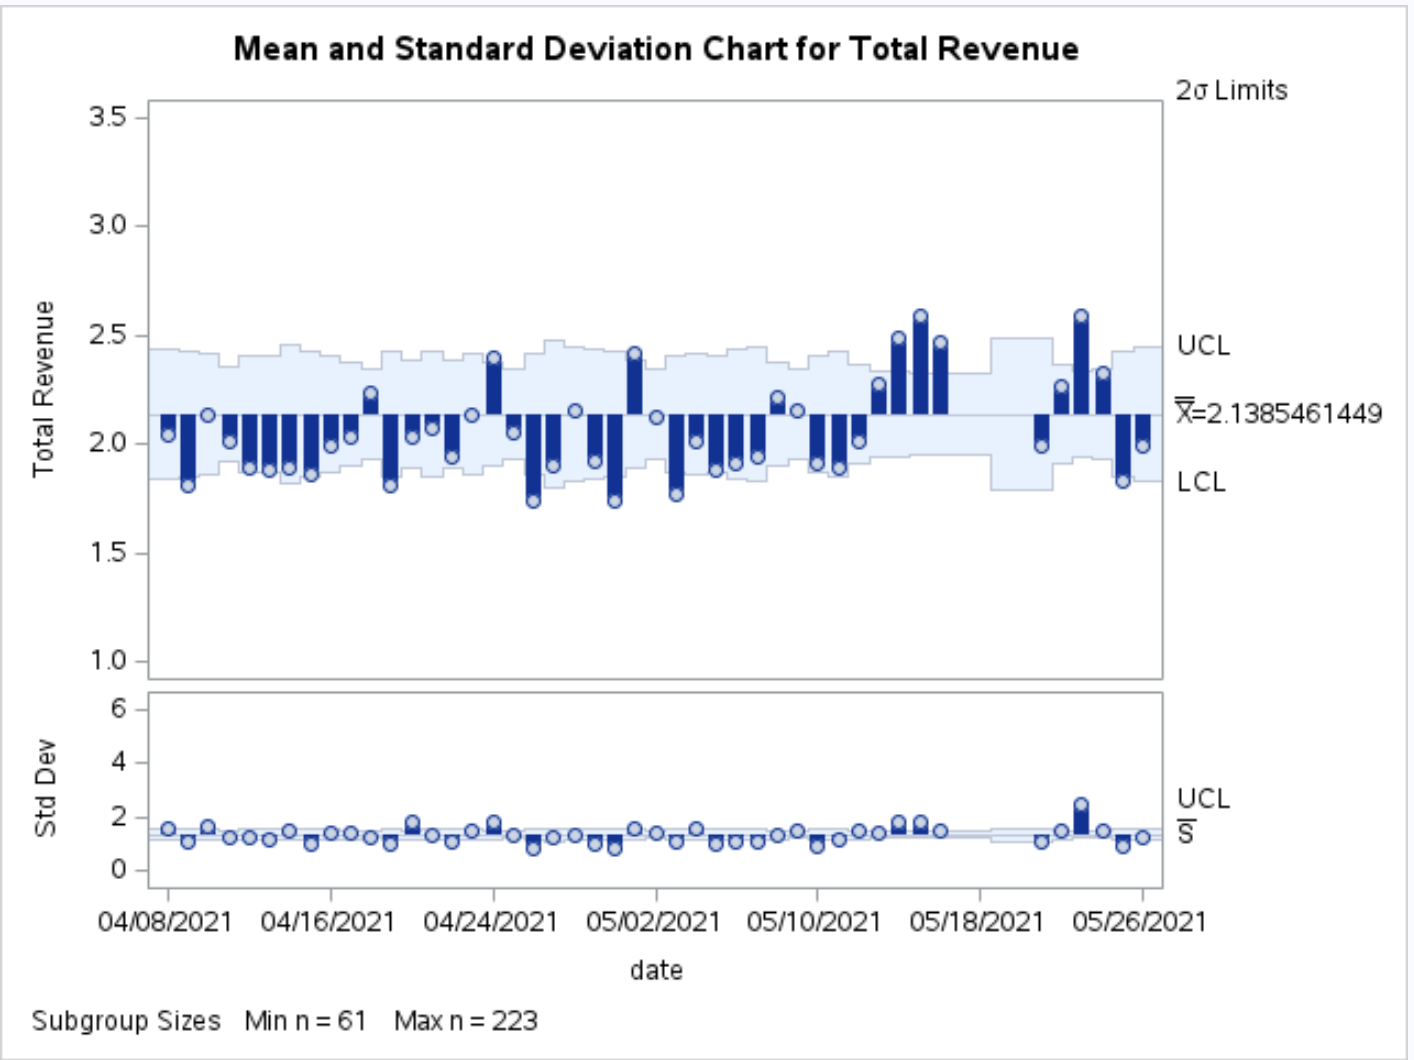 Mean and Standard Deviation Chart for Total Revenue
2σ Limits
3.5
3.0
2.5
2.0
1.5
1.0
Total Revenue
UCL
X̿=2.1385461449
LCL
6
4
2
0
Std Dev
UCL
S̅
04/08/2021 04/16/2021 04/24/2021 05/02/2021 05/10/2021 05/18/2021 05/26/2021
date
Subgroup Sizes Min n = 61 Max n = 223